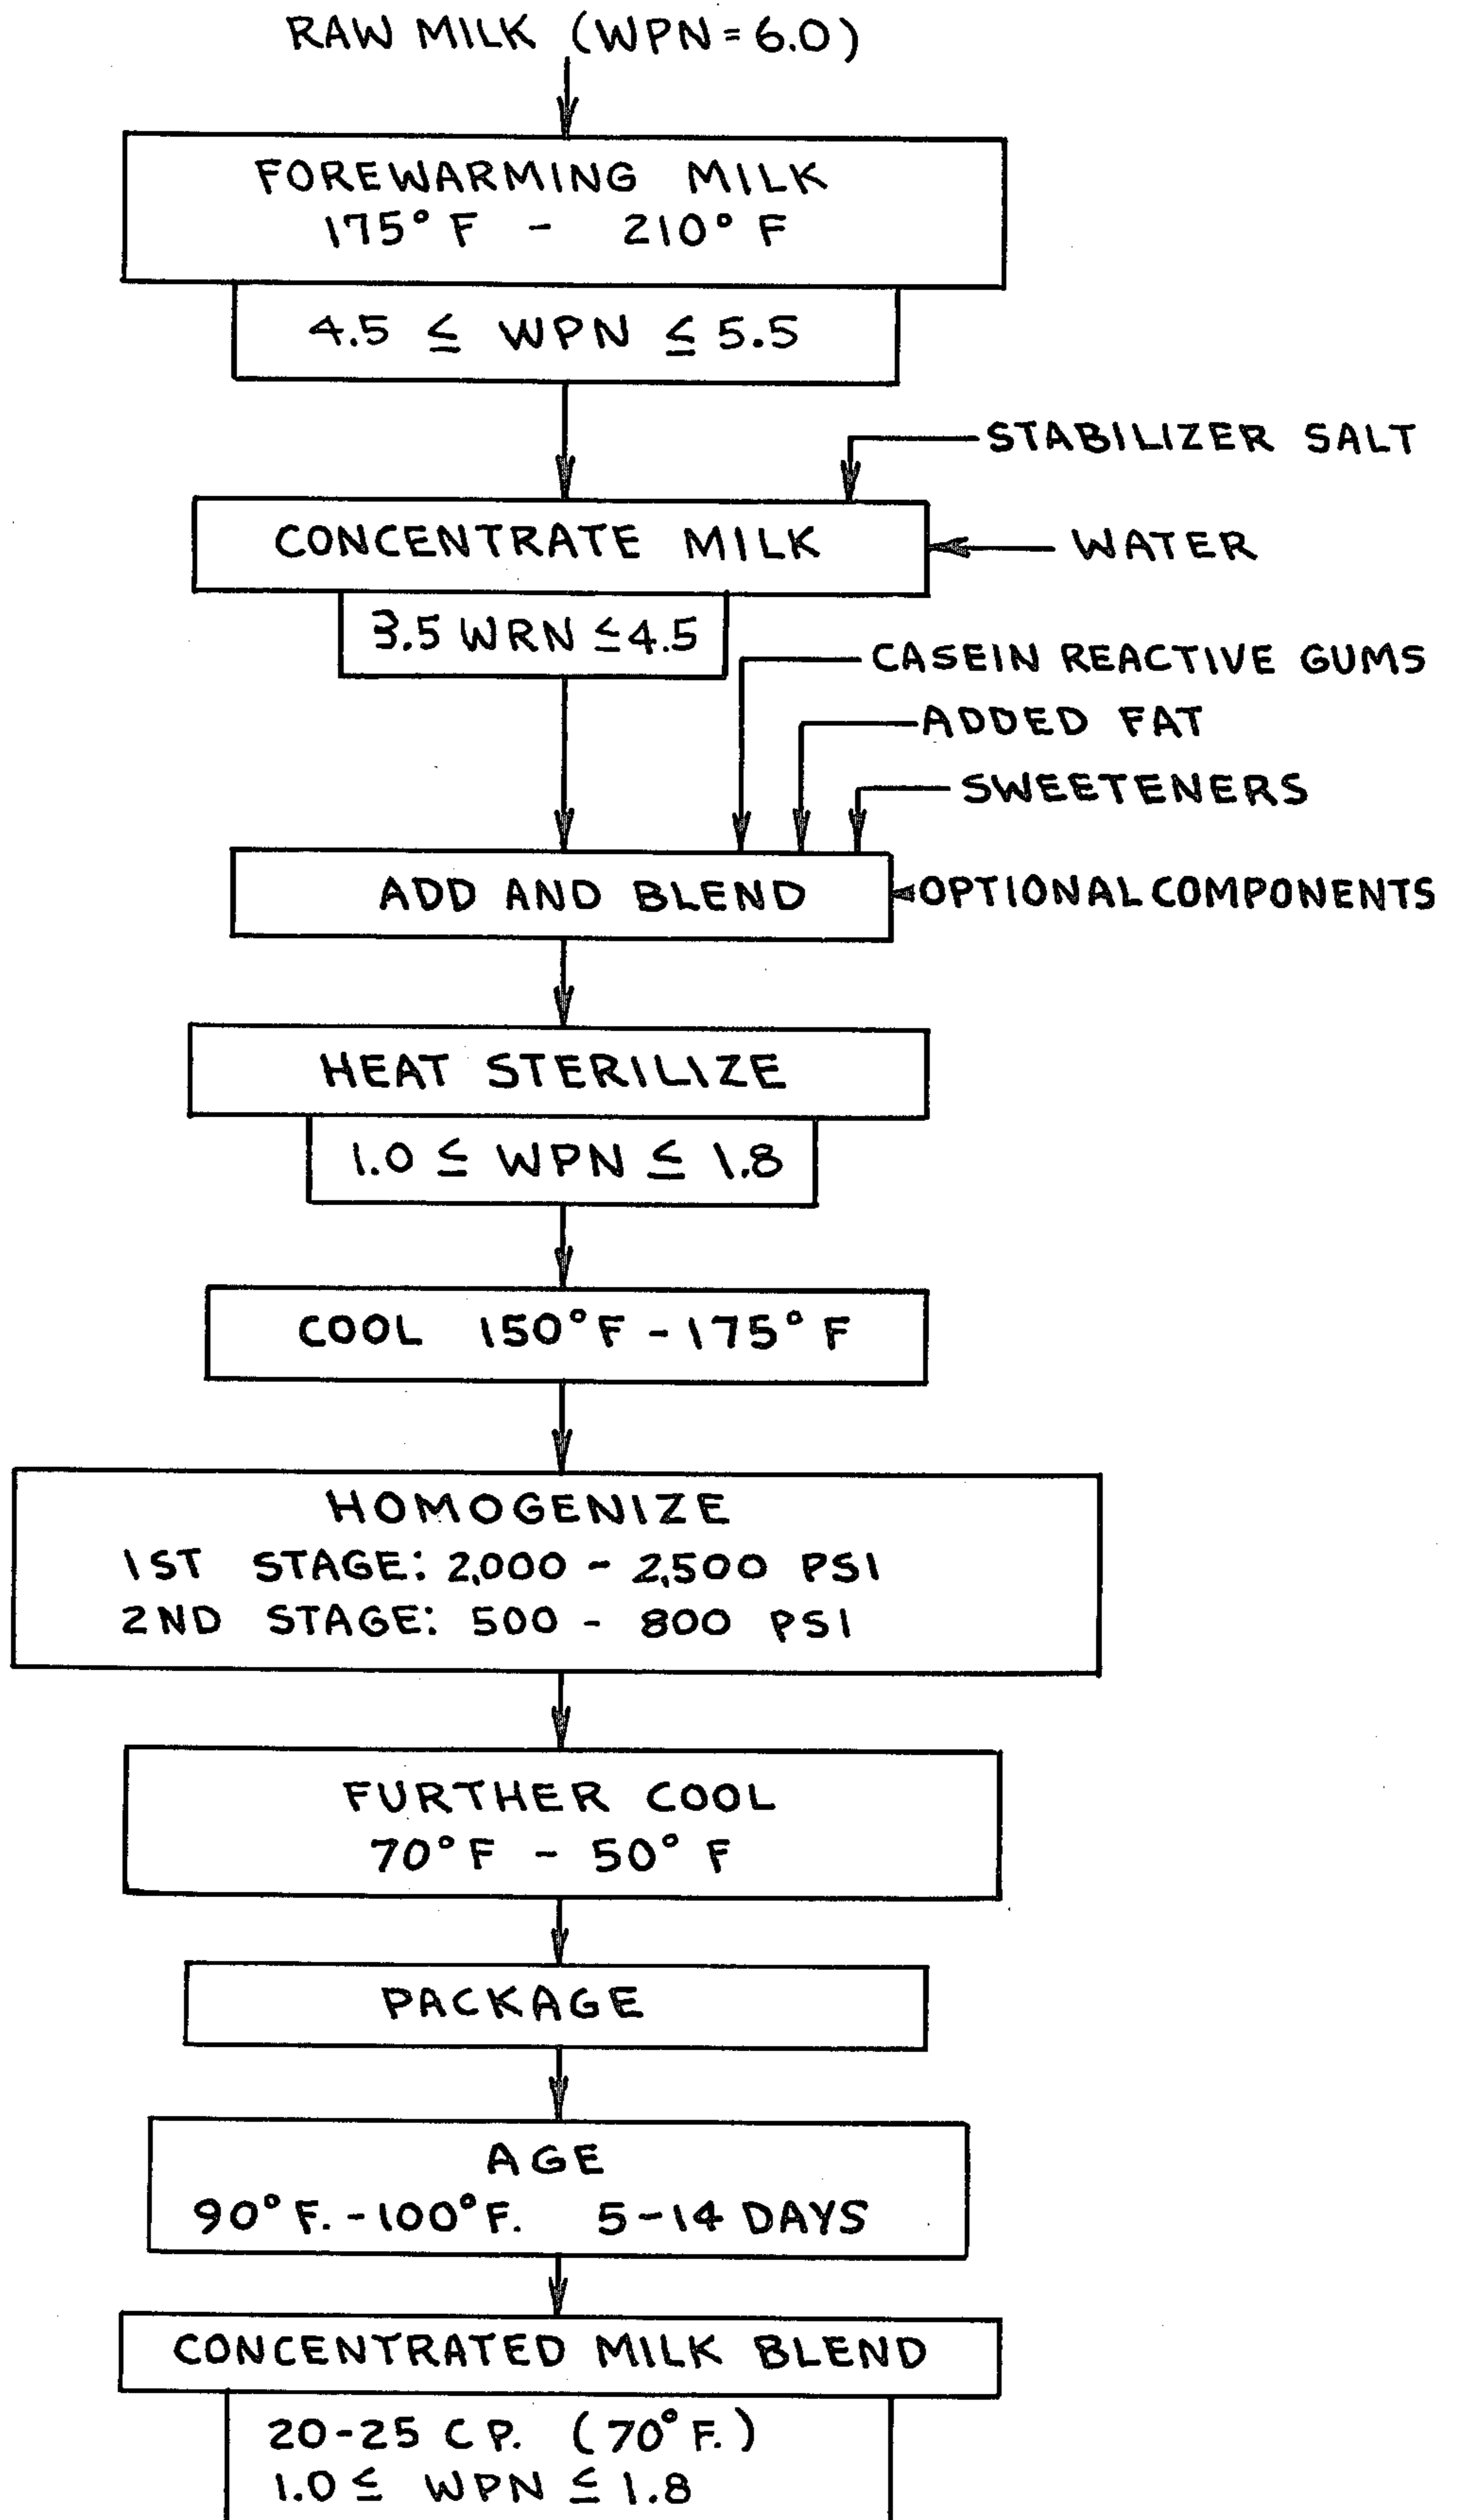 RAW MILK (WPN=6.0)
FOREWARMING MILK
175°F - 210°F
4.5 ≤ WPN ≤ 5.5
STABILIZER SALT
CONCENTRATE MILK
WATER
3.5 WRN ≤4.5
CASEIN REACTIVE GUMS
ADDED FAT
SWEETENERS
ADD AND BLEND
OPTIONAL COMPONENTS
HEAT STERILIZE
1.0 ≤ WPN ≤ 1.8
COOL 150°F - 175°F
HOMOGENIZE
1ST STAGE: 2,000 - 2,500 PSI
2ND STAGE: 500 - 800 PSI
FURTHER COOL
70°F - 50°F
PACKAGE
AGE
90°F. - 100°F. 5-14 DAYS
CONCENTRATED MILK BLEND
20-25 C P. (70°F.)
1.0 ≤ WPN ≤ 1.8